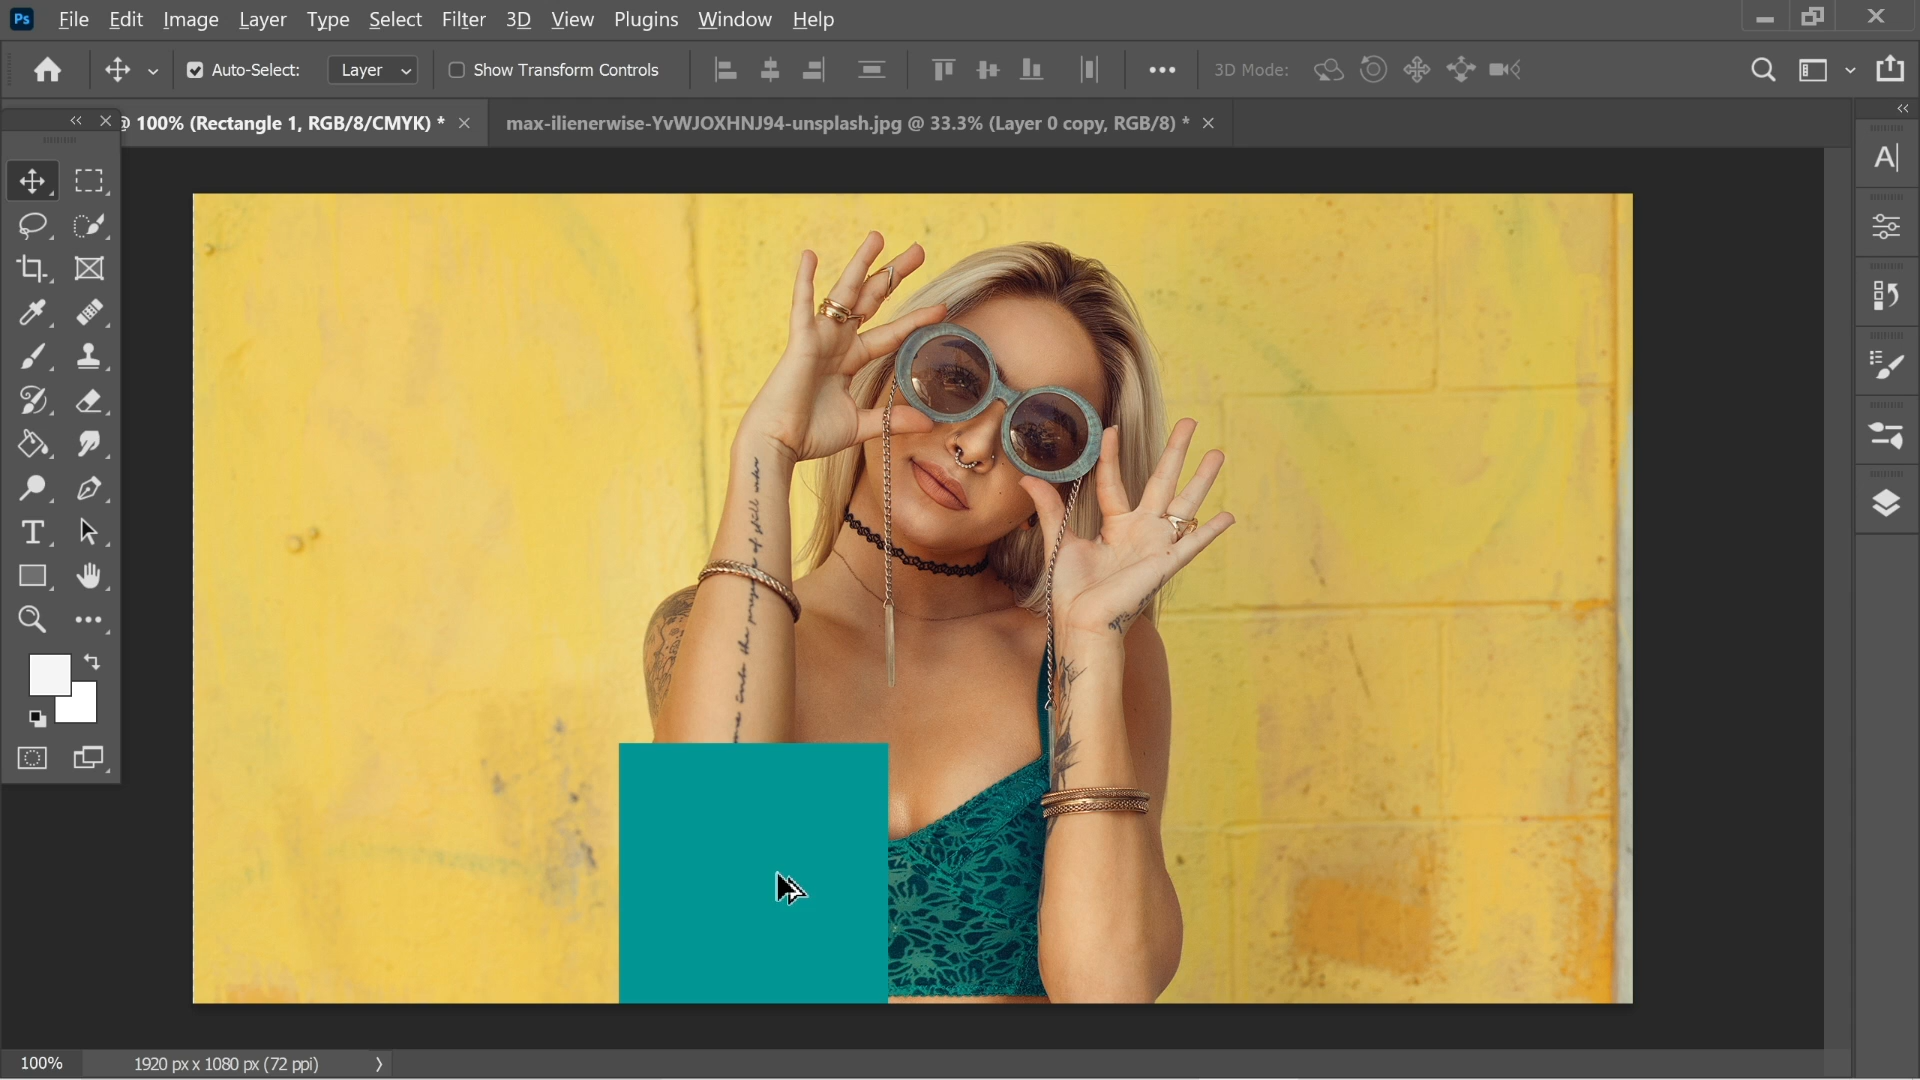 Ps File Edit Image Layer Type Select Filter 3D View Plugins Window Help
Auto-Select: Layer Show Transform Controls 3D Mode:
@ 100% (Rectangle 1, RGB/8/CMYK) * max-ilienerwise-YvWJOXHNJ94-unsplash.jpg @ 33.3% (Layer 0 copy, RGB/8) *
A
T
100% 1920 px x 1080 px (72 ppi)